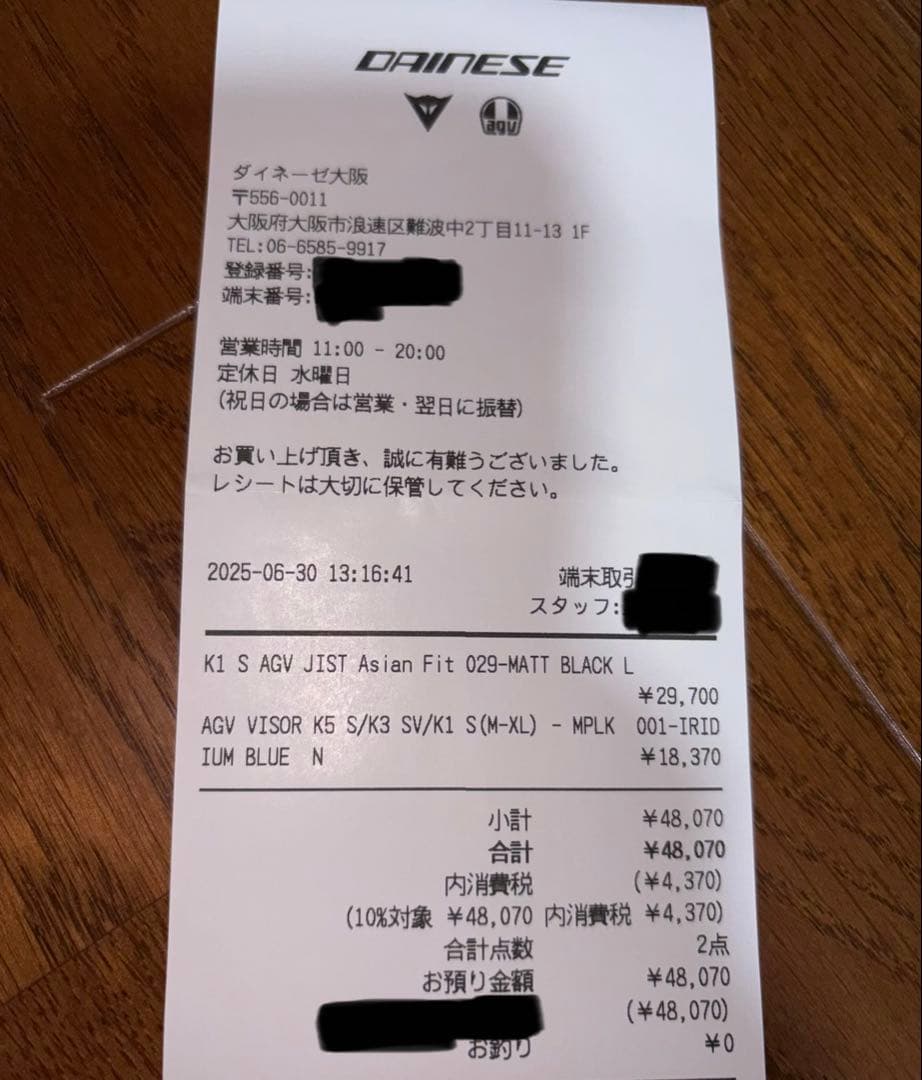 DAINESE
agv
ダイネーゼ大阪
〒556-0011
大阪府大阪市浪速区難波中2丁目11-13 1F
TEL:06-6585-9917
登録番号:
端末番号:
営業時間 11:00 - 20:00
定休日 水曜日
(祝日の場合は営業・翌日に振替)
お買い上げ頂き、誠に有難うございました。
レシートは大切に保管してください。
2025-06-30 13:16:41 端末取引
スタッフ:
K1 S AGV JIST Asian Fit 029-MATT BLACK L
¥29,700
AGV VISOR K5 S/K3 SV/K1 S(M-XL) - MPLK 001-IRID
IUM BLUE N ¥18,370
小計 ¥48,070
合計 ¥48,070
内消費税 (¥4,370)
(10%対象 ¥48,070 内消費税 ¥4,370)
合計点数 2点
お預り金額 ¥48,070
(¥48,070)
お釣り ¥0